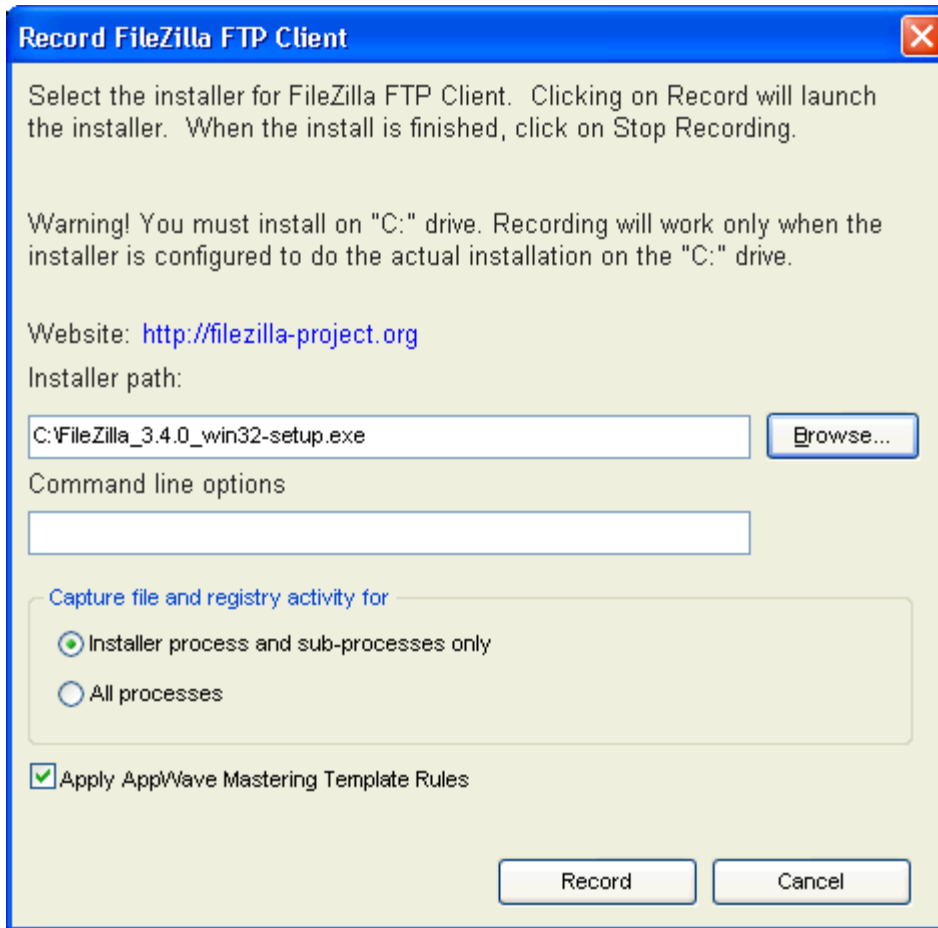 Record FileZilla FTP Client
Select the installer for FileZilla FTP Client.  Clicking on Record will launch
the installer.  When the install is finished, click on Stop Recording.
Warning! You must install on "C:" drive. Recording will work only when the
installer is configured to do the actual installation on the "C:" drive.
Website: http://filezilla-project.org
Installer path:
C:\FileZilla_3.4.0_win32-setup.exe
Browse...
Command line options
Capture file and registry activity for
Installer process and sub-processes only
All processes
Apply AppWave Mastering Template Rules
Record
Cancel